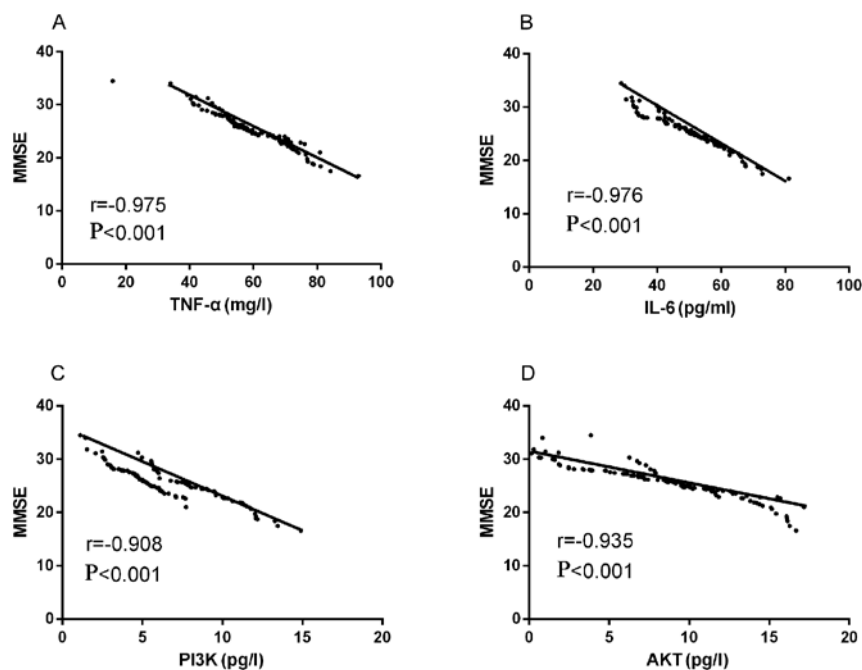 A
MMSE
40
30
20
10
0
r=-0.975
P<0.001
0 20 40 60 80 100
TNF-α (mg/l)
B
MMSE
40
30
20
10
0
r=-0.976
P<0.001
0 20 40 60 80 100
IL-6 (pg/ml)
C
MMSE
40
30
20
10
0
r=-0.908
P<0.001
0 5 10 15 20
PI3K (pg/l)
D
MMSE
40
30
20
10
0
r=-0.935
P<0.001
0 5 10 15 20
AKT (pg/l)